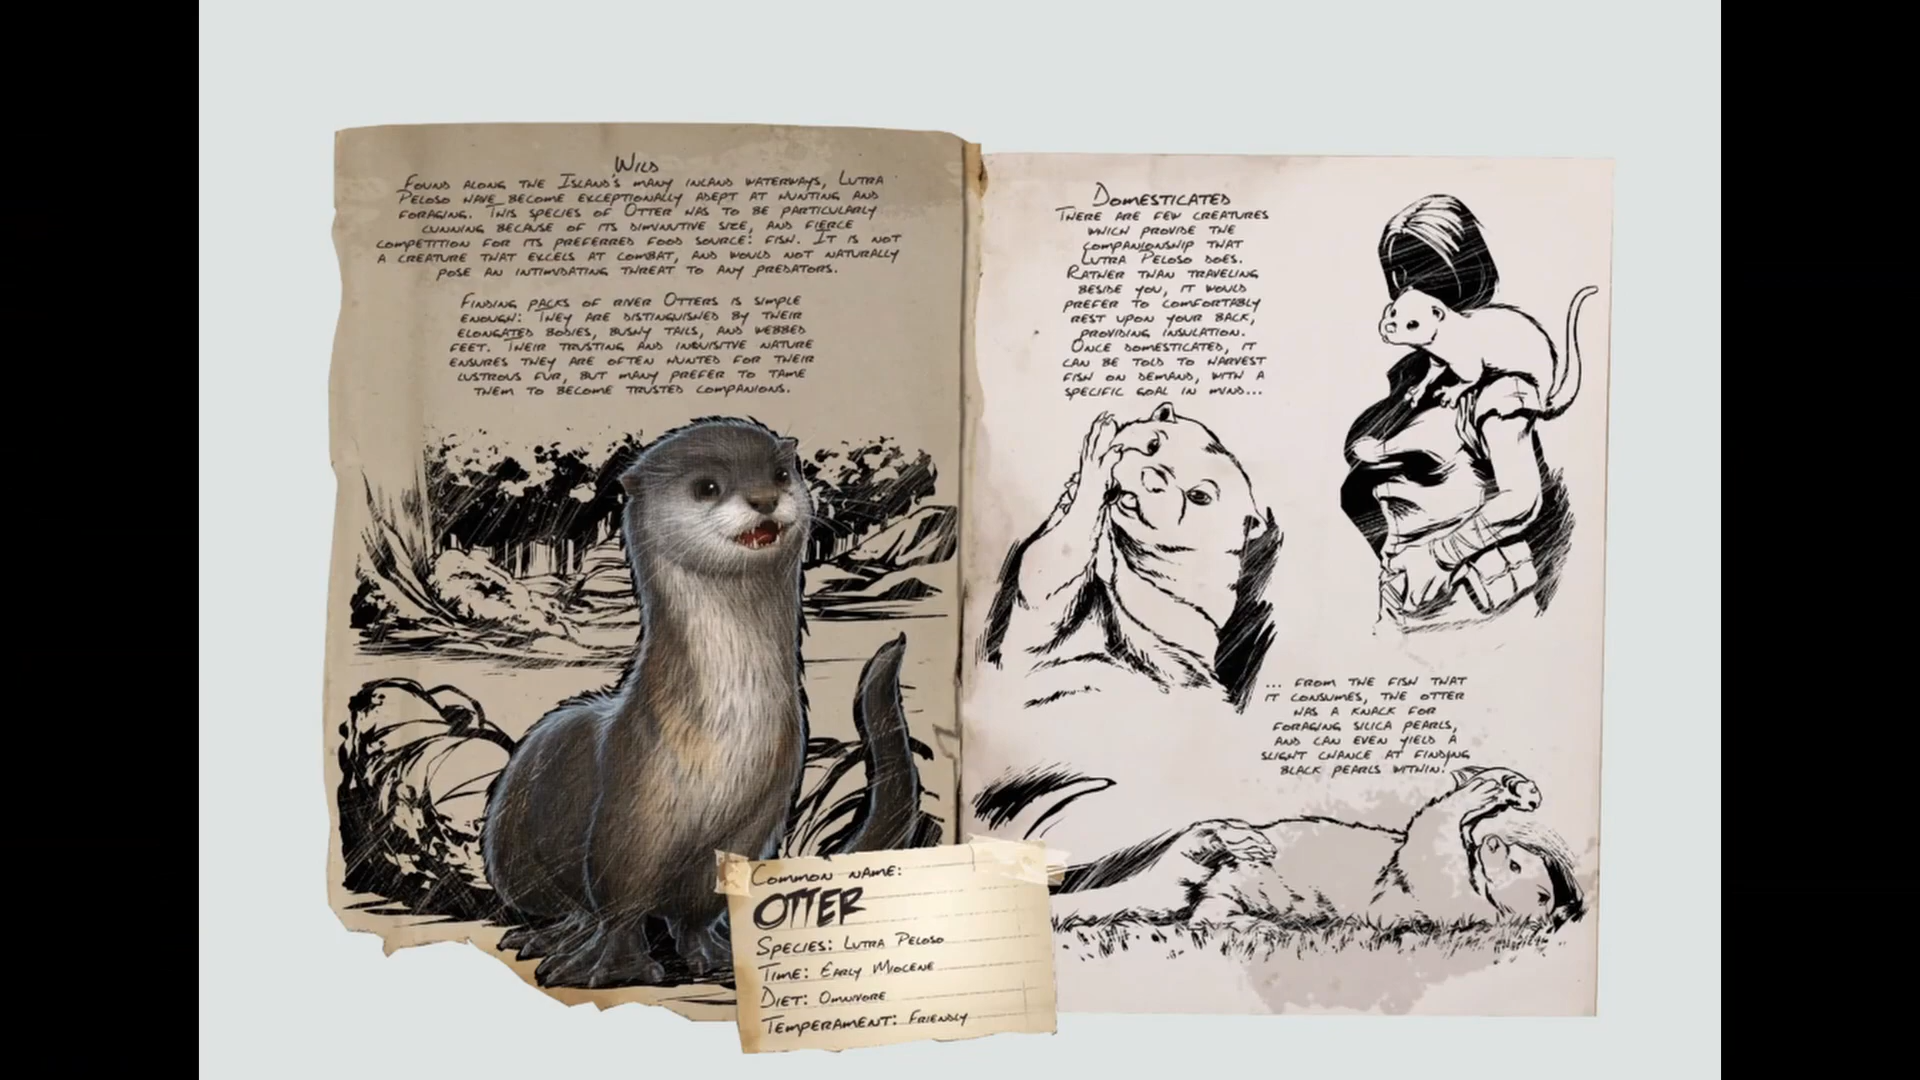 Wild
Found along the Island's many inland waterways, Lutra
Peloso have become exceptionally adept at hunting and
foraging. This species of Otter has to be particularly
cunning because of its diminutive size, and fierce
competition for its preferred food source: fish. It is not
a creature that excels at combat, and would not naturally
pose an intimidating threat to any predators.
Finding packs of river Otters is simple
enough: They are distinguished by their
elongated bodies, bushy tails, and webbed
feet. Their trusting and inquisitve nature
ensures they are often hunted for their
lustrous fur, but many prefer to tame
them to become trusted companions.
Domesticated
There are few creatures
which provide the
companionship that
Lutra Peloso does.
Rather than traveling
beside you, it would
prefer to comfortably
rest upon your back,
providing insulation.
Once domesticated, it
can be told to harvest
fish on demand, with a
specific goal in mind...
... from the fish that
it consumes, the otter
has a knack for
foraging silica pearls,
and can even yield a
slight chance at finding
black pearls within.
Common name:
OTTER
Species: Lutra Peloso
Time: Early Miocene
Diet: Omnivore
Temperament: Friendly